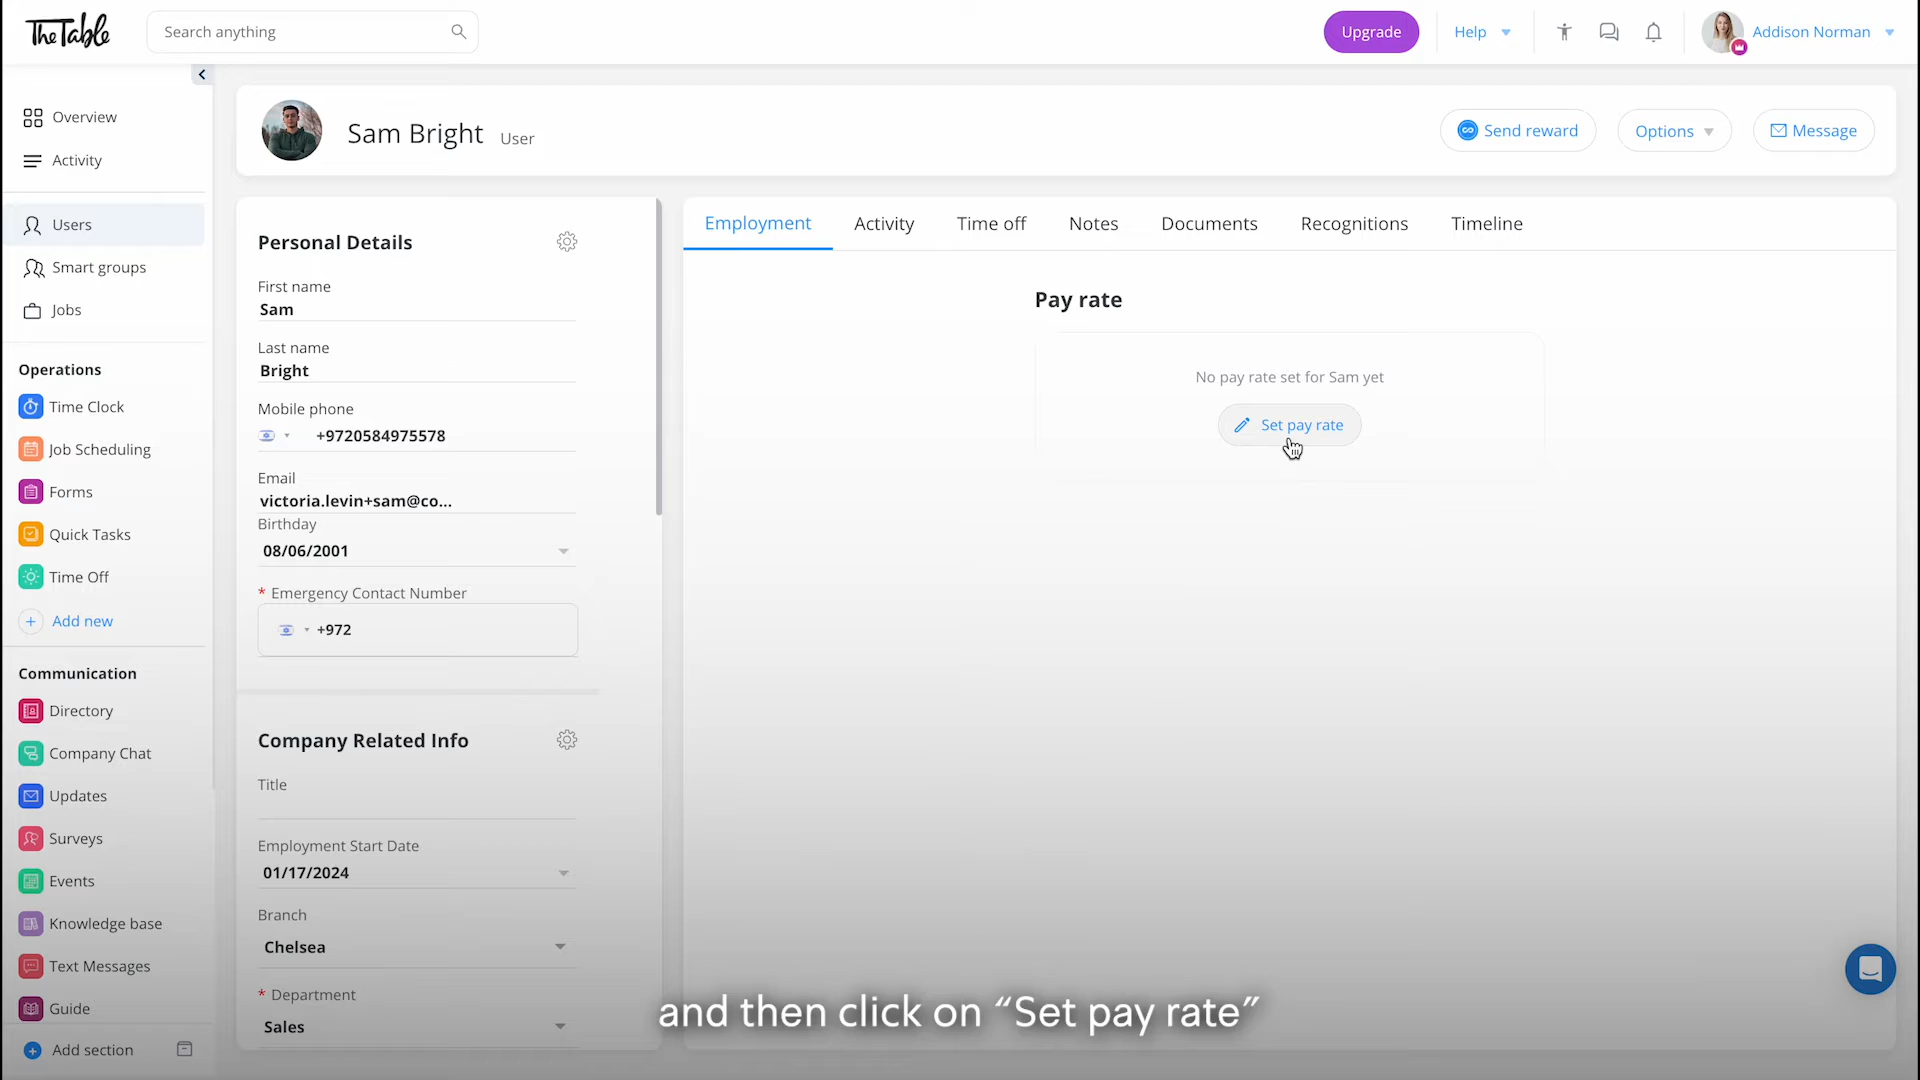 TheTable
Search anything
Upgrade
Help
Addison Norman
Overview
Activity
Users
Smart groups
Jobs
Operations
Time Clock
Job Scheduling
Forms
Quick Tasks
Time Off
Add new
Communication
Directory
Company Chat
Updates
Surveys
Events
Knowledge base
Text Messages
Guide
Add section
Sam Bright User
Send reward
Options
Message
Personal Details
First name
Sam
Last name
Bright
Mobile phone
+9720584975578
Email
victoria.levin+sam@co...
Birthday
08/06/2001
* Emergency Contact Number
+972
Company Related Info
Title
Employment Start Date
01/17/2024
Branch
Chelsea
* Department
Sales
Employment Activity Time off Notes Documents Recognitions Timeline
Pay rate
No pay rate set for Sam yet
Set pay rate
and then click on “Set pay rate”